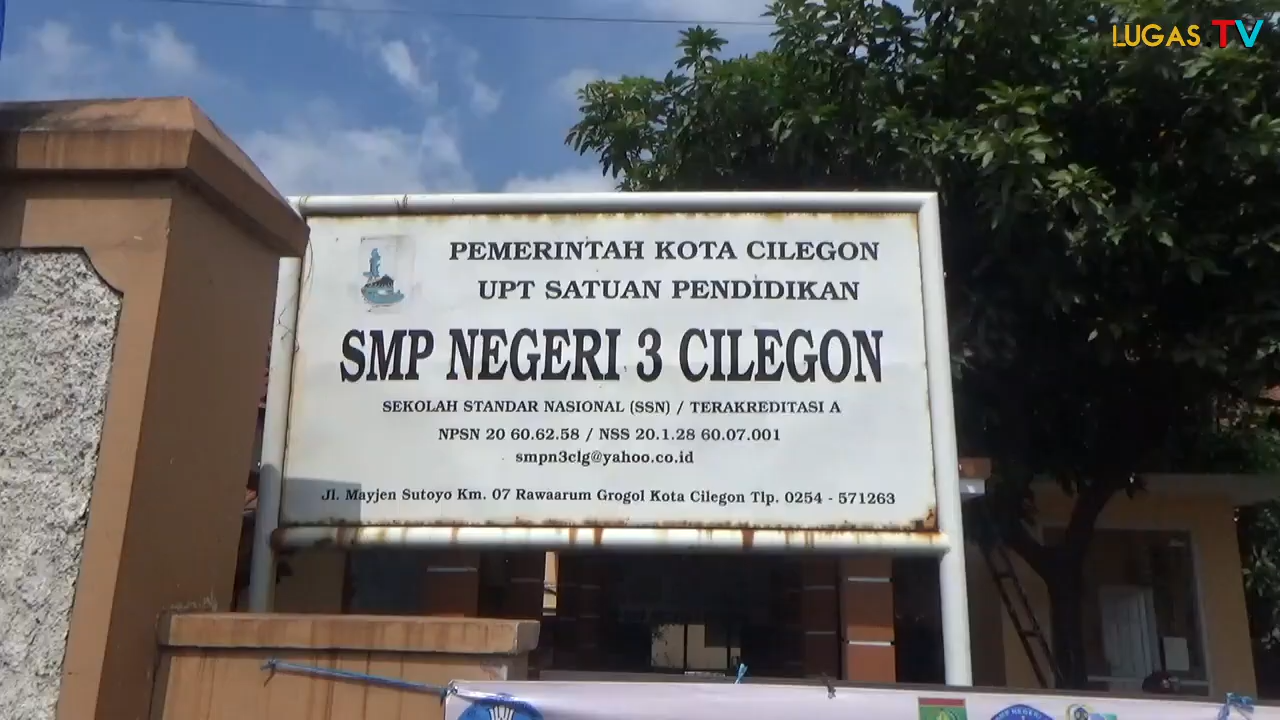 LUGAS TV
PEMERINTAH KOTA CILEGON
UPT SATUAN PENDIDIKAN
SMP NEGERI 3 CILEGON
SEKOLAH STANDAR NASIONAL (SSN) / TERAKREDITASI A
NPSN 20 60.62.58 / NSS 20.1.28 60.07.001
smpn3clg@yahoo.co.id
Jl. Mayjen Sutoyo Km. 07 Rawaarum Grogol Kota Cilegon Tlp. 0254 - 571263
SMP NEGERI